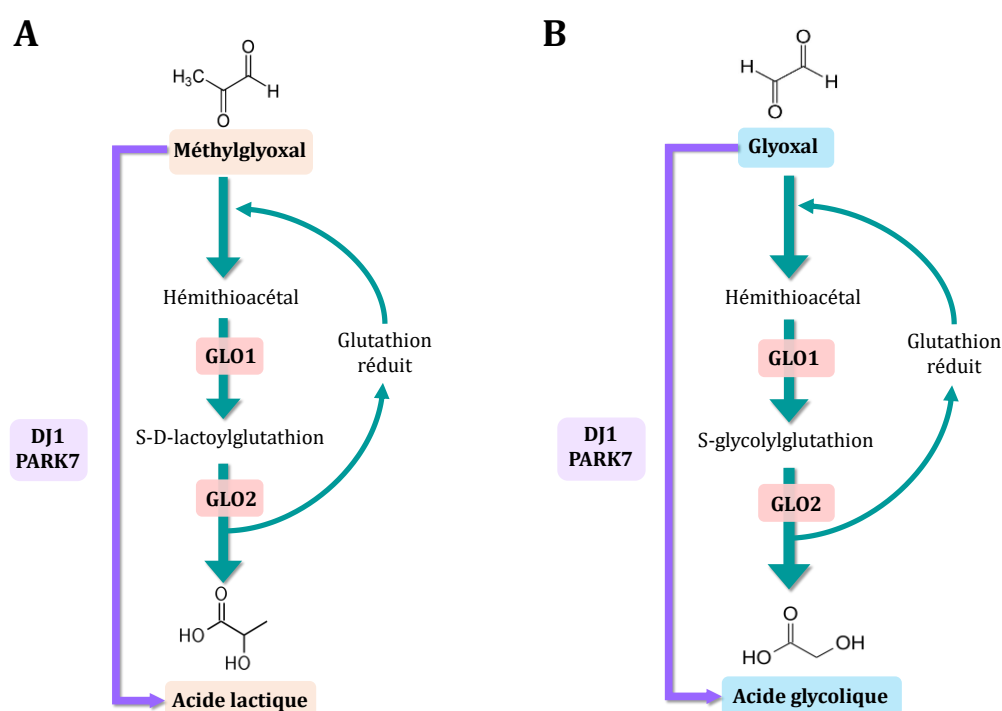 A
O
H₃C
H
O
Méthylglyoxal
Hémithioacétal
GLO1
Glutathion
réduit
S-D-lactoylglutathion
DJ1
PARK7
GLO2
O
HO
HO
Acide lactique
B
O
H
H
O
Glyoxal
Hémithioacétal
GLO1
Glutathion
réduit
S-glycolylglutathion
DJ1
PARK7
GLO2
O
OH
HO
Acide glycolique